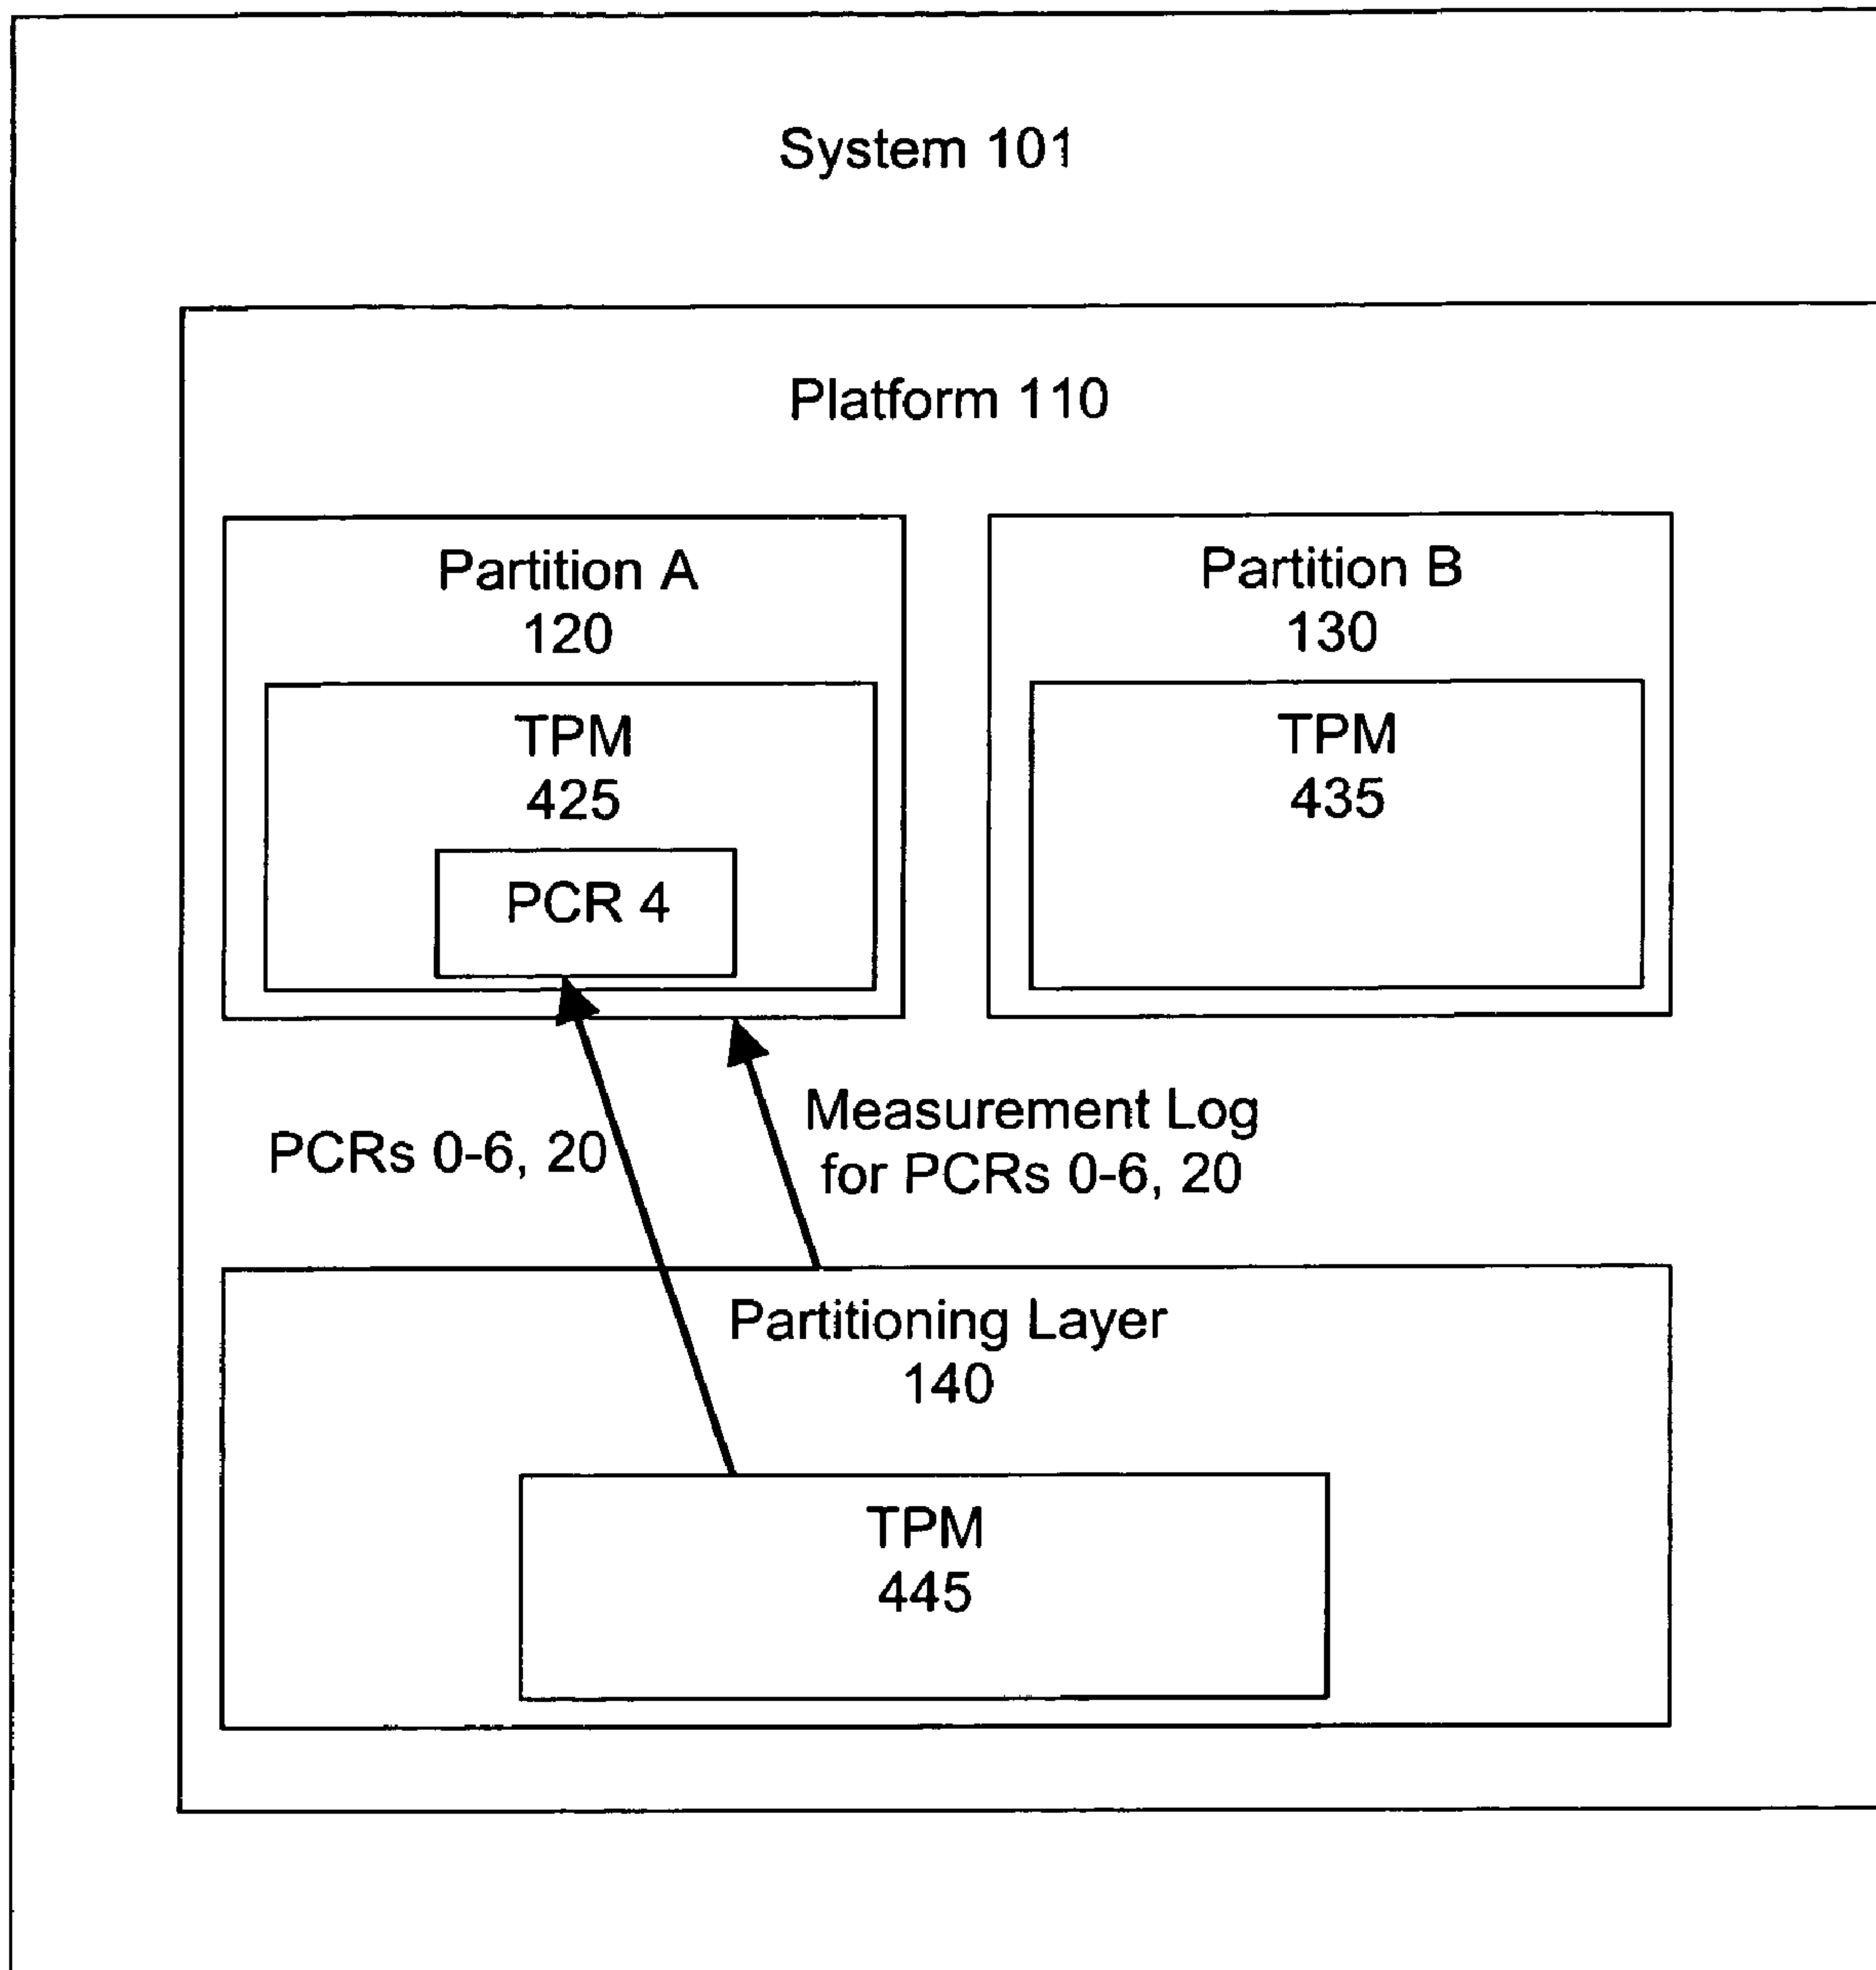 System 101
Platform 110
Partition A
120
TPM
425
PCR 4
Partition B
130
TPM
435
PCRs 0-6, 20
Measurement Log
for PCRs 0-6, 20
Partitioning Layer
140
TPM
445